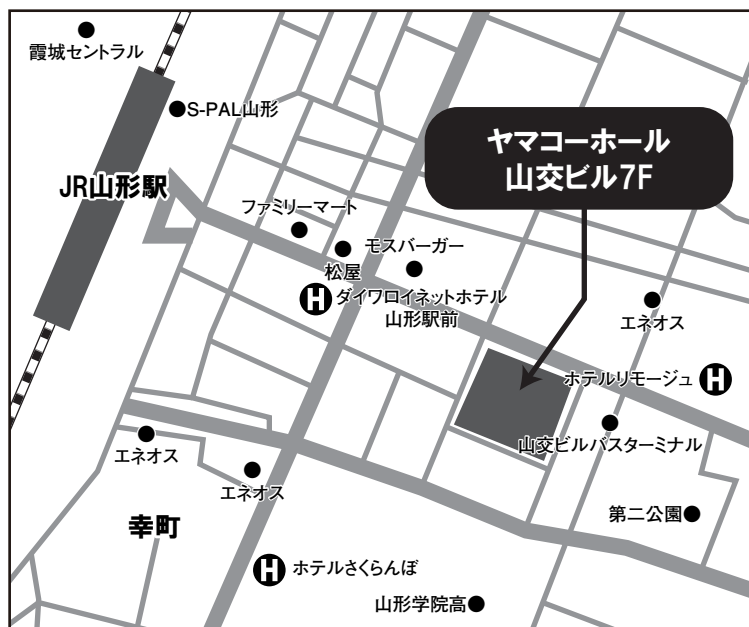 霞城セントラル
S-PAL山形
ヤマコーホール
山交ビル7F
JR山形駅
ファミリーマート
モスバーガー
松屋
H
ダイワロイネットホテル
山形駅前
エネオス
ホテルリモージュ
H
山交ビルバスターミナル
エネオス
エネオス
第二公園
幸町
H
ホテルさくらんぼ
山形学院高